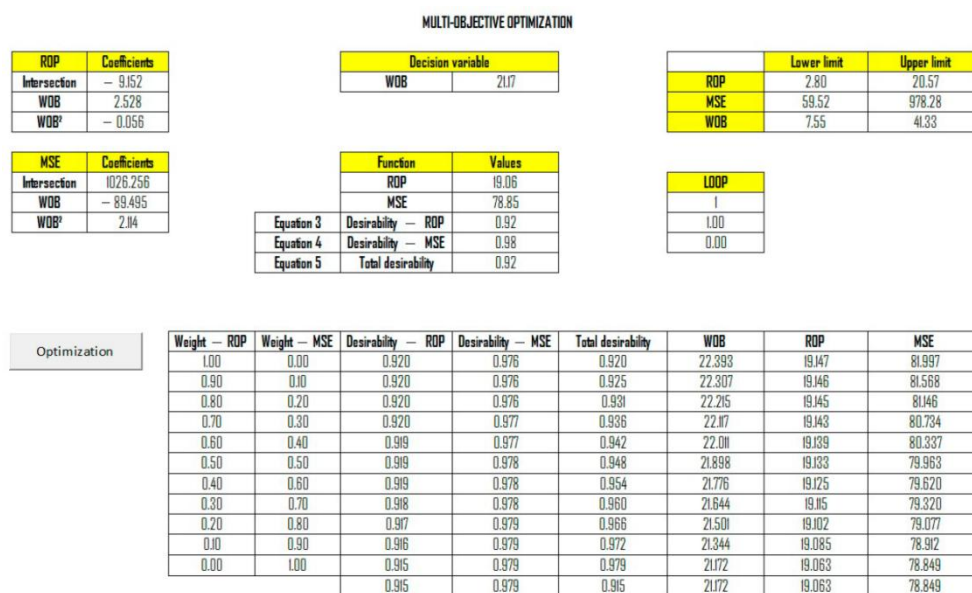 MULTI-OBJECTIVE OPTIMIZATION
ROP Coefficients
Intersection – 9.152
WOB 2.528
WOB² – 0.056
Decision variable
WOB 21.17
Lower limit Upper limit
ROP 2.80 20.57
MSE 59.52 978.28
WOB 7.55 41.33
MSE Coefficients
Intersection 1026.256
WOB – 89.495
WOB² 2.114
Function Values
ROP 19.06
MSE 78.85
Equation 3 Desirability – ROP 0.92
Equation 4 Desirability – MSE 0.98
Equation 5 Total desirability 0.92
LOOP
1
1.00
0.00
Optimization
Weight – ROP Weight – MSE Desirability – ROP Desirability – MSE Total desirability WOB ROP MSE
1.00 0.00 0.920 0.976 0.920 22.393 19.147 81.997
0.90 0.10 0.920 0.976 0.925 22.307 19.146 81.568
0.80 0.20 0.920 0.976 0.931 22.215 19.145 81.146
0.70 0.30 0.920 0.977 0.936 22.117 19.143 80.734
0.60 0.40 0.919 0.977 0.942 22.011 19.139 80.337
0.50 0.50 0.919 0.978 0.948 21.898 19.133 79.963
0.40 0.60 0.919 0.978 0.954 21.776 19.125 79.620
0.30 0.70 0.918 0.978 0.960 21.644 19.115 79.320
0.20 0.80 0.917 0.979 0.966 21.501 19.102 79.077
0.10 0.90 0.916 0.979 0.972 21.344 19.085 78.912
0.00 1.00 0.915 0.979 0.979 21.172 19.063 78.849
0.915 0.979 0.915 21.172 19.063 78.849